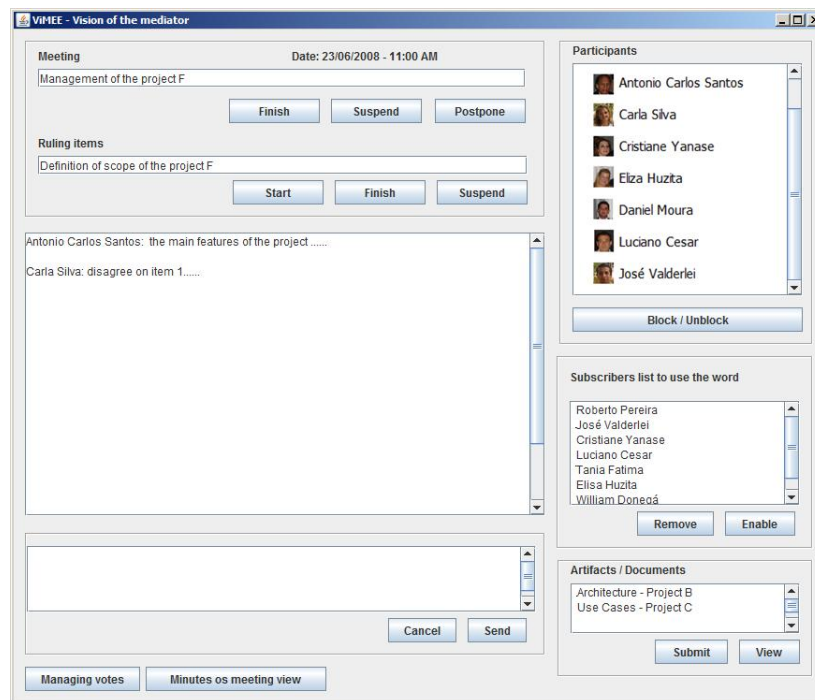 ViMEE - Vision of the mediator
Meeting
Date: 23/06/2008 - 11:00 AM
Management of the project F
Finish
Suspend
Postpone
Ruling items
Definition of scope of the project F
Start
Finish
Suspend
Antonio Carlos Santos:  the main features of the project ......
Carla Silva: disagree on item 1......
Cancel
Send
Managing votes
Minutes os meeting view
Participants
Antonio Carlos Santos
Carla Silva
Cristiane Yanase
Eliza Huzita
Daniel Moura
Luciano Cesar
José Valderlei
Block / Unblock
Subscribers list to use the word
Roberto Pereira
José Valderlei
Cristiane Yanase
Luciano Cesar
Tania Fatima
Elisa Huzita
William Donegá
Remove
Enable
Artifacts / Documents
Architecture - Project B
Use Cases - Project C
Submit
View